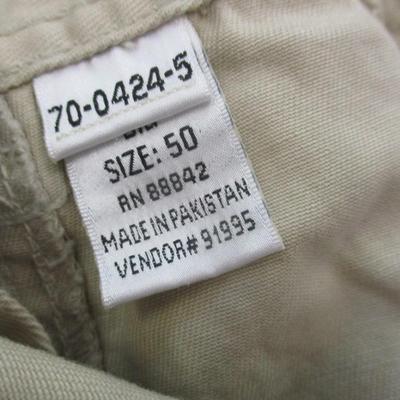 70-0424-5
SIZE: 50
RN 88842
MADE IN PAKISTAN
VENDOR# 91995